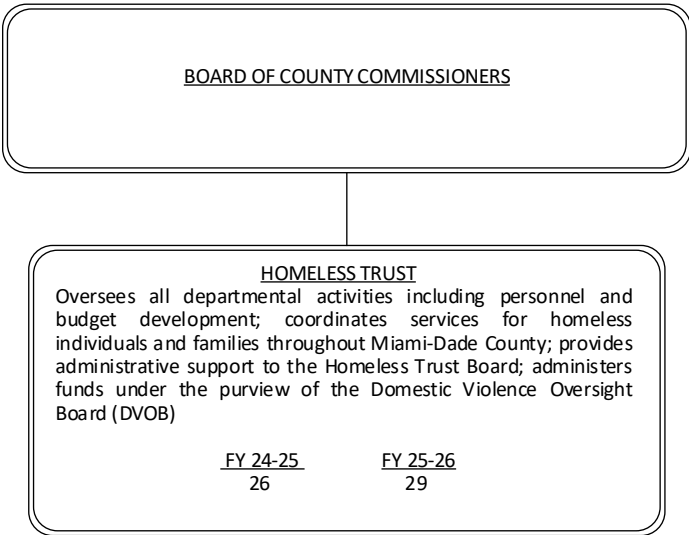 BOARD OF COUNTY COMMISSIONERS
HOMELESS TRUST
Oversees all departmental activities including personnel and
budget development; coordinates services for homeless
individuals and families throughout Miami-Dade County; provides
administrative support to the Homeless Trust Board; administers
funds under the purview of the Domestic Violence Oversight
Board (DVOB)
FY 24-25 FY 25-26
26 29